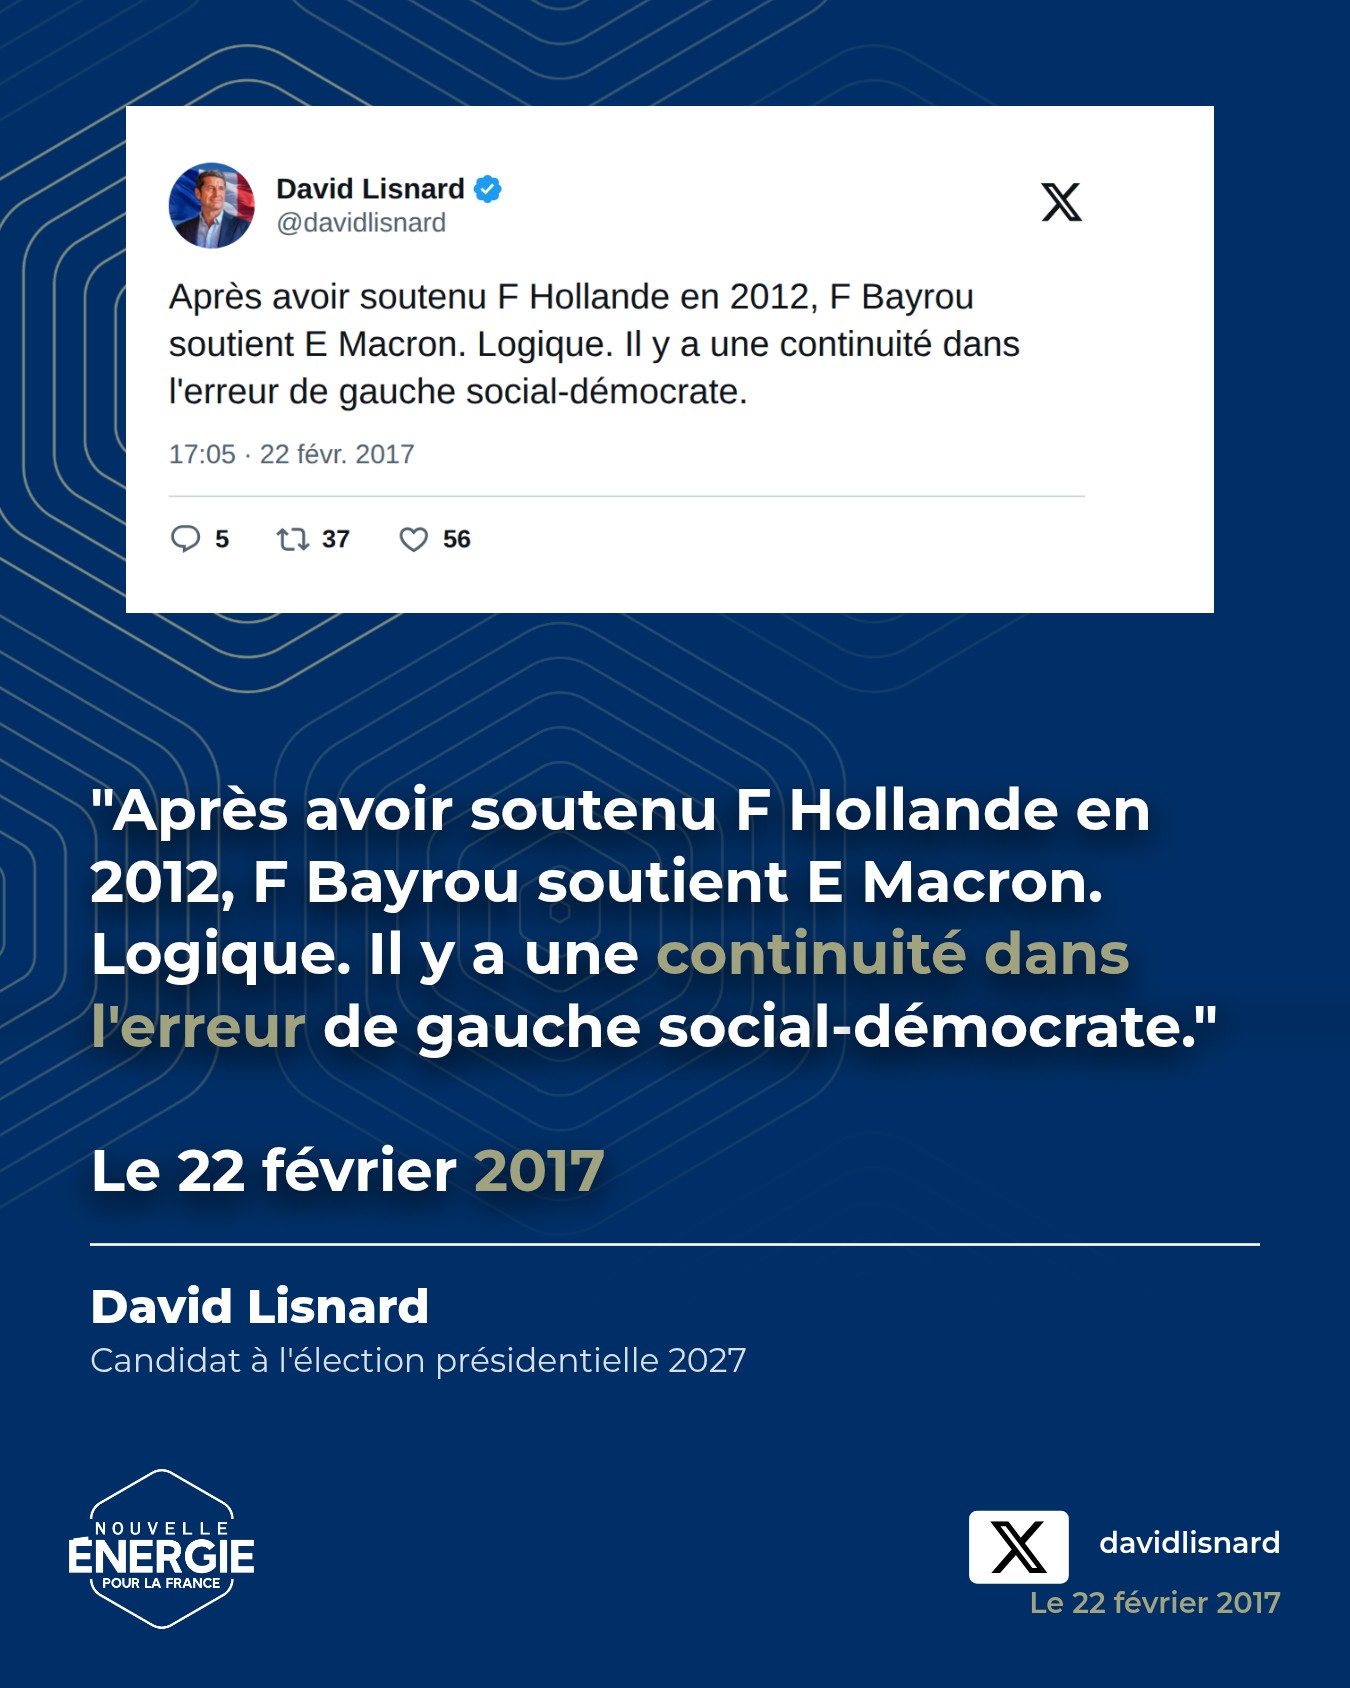 David Lisnard
@davidlisnard
Après avoir soutenu F Hollande en 2012, F Bayrou
soutient E Macron. Logique. Il y a une continuité dans
l'erreur de gauche social-démocrate.
17:05 · 22 févr. 2017
5 37 56
"Après avoir soutenu F Hollande en
2012, F Bayrou soutient E Macron.
Logique. Il y a une continuité dans
l'erreur de gauche social-démocrate."
Le 22 février 2017
David Lisnard
Candidat à l'élection présidentielle 2027
NOUVELLE
ÉNERGIE
POUR LA FRANCE
davidlisnard
Le 22 février 2017